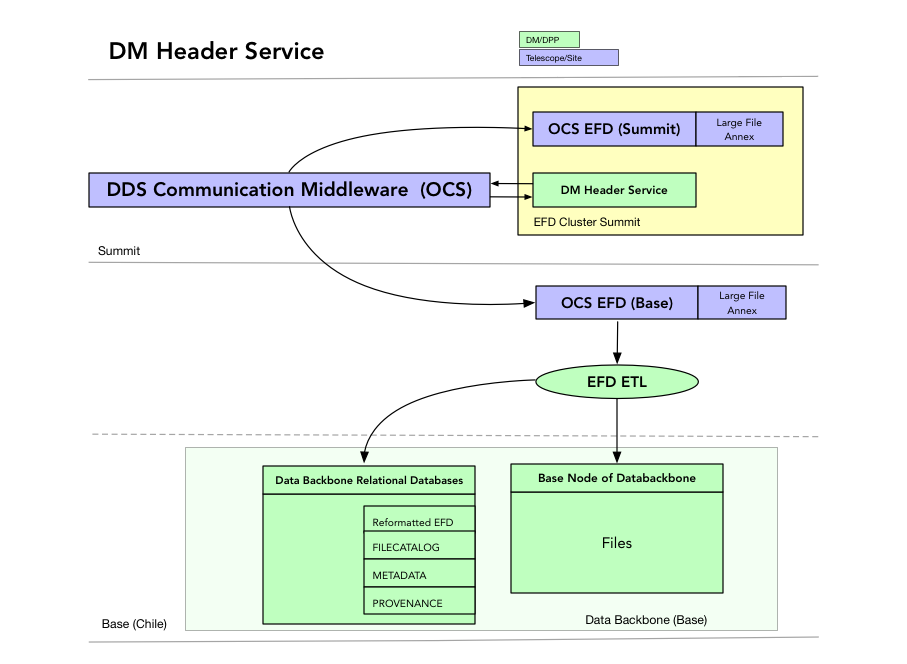 DM Header Service
DM/DPP
Telescope/Site
OCS EFD (Summit)
Large File
Annex
DDS Communication Middleware (OCS)
DM Header Service
EFD Cluster Summit
Summit
OCS EFD (Base)
Large File
Annex
EFD ETL
Data Backbone Relational Databases
Base Node of Databackbone
Reformatted EFD
FILECATALOG
METADATA
PROVENANCE
Files
Base (Chile)
Data Backbone (Base)